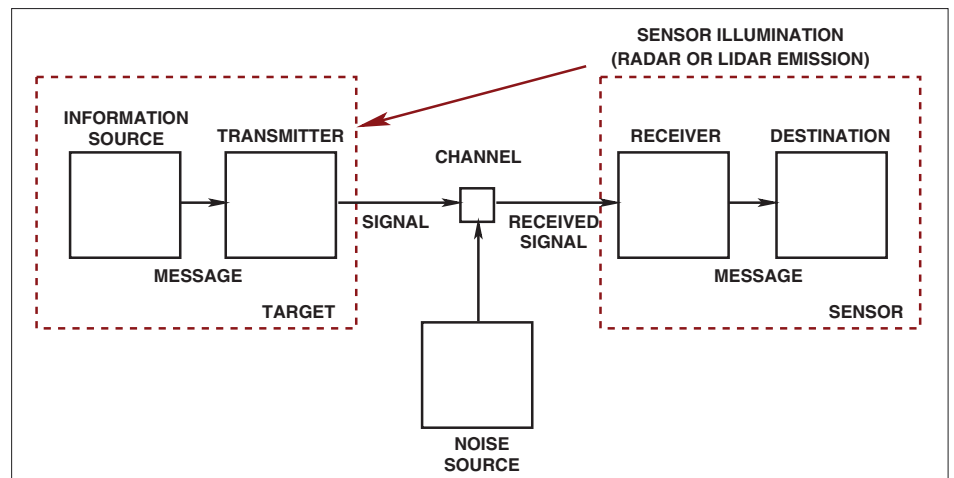 SENSOR ILLUMINATION
(RADAR OR LIDAR EMISSION)
INFORMATION
SOURCE
TRANSMITTER
CHANNEL
RECEIVER
DESTINATION
SIGNAL
RECEIVED
SIGNAL
MESSAGE
MESSAGE
TARGET
SENSOR
NOISE
SOURCE